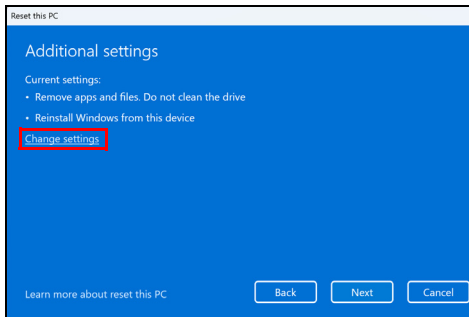 Reset this PC
Additional settings
Current settings:
• Remove apps and files. Do not clean the drive
• Reinstall Windows from this device
Change settings
Learn more about reset this PC
Back
Next
Cancel